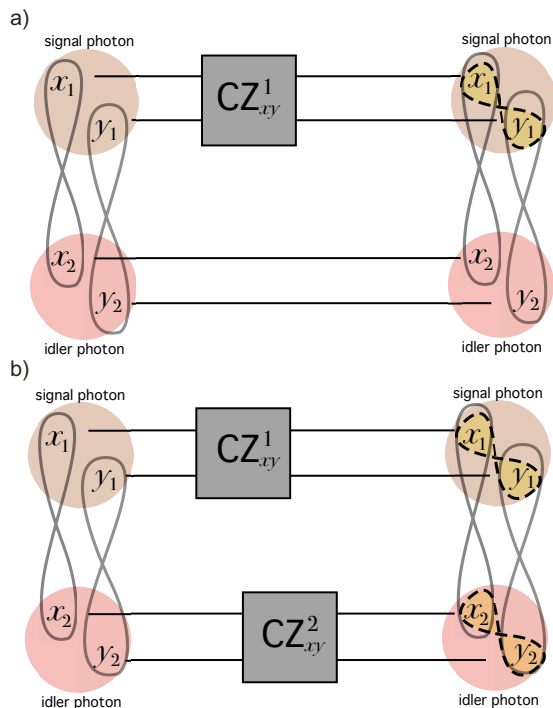 a)
signal photon
signal photon
x₁
CZ¹xy
x₁
y₁
y₁
x₂
x₂
y₂
y₂
idler photon
idler photon
b)
signal photon
signal photon
x₁
CZ¹xy
x₁
y₁
y₁
x₂
CZ²xy
x₂
y₂
y₂
idler photon
idler photon